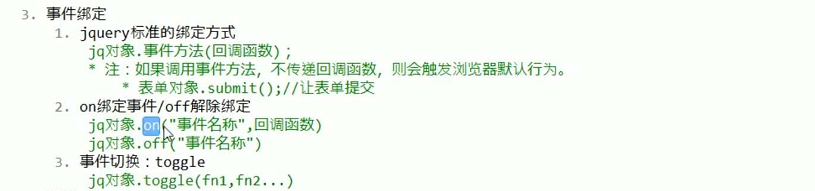 3. 事件绑定
1. jquery标准的绑定方式
jq对象.事件方法(回调函数)；
* 注：如果调用事件方法，不传递回调函数，则会触发浏览器默认行为。
* 表单对象.submit();//让表单提交
2. on绑定事件/off解除绑定
jq对象.on("事件名称",回调函数)
jq对象.off("事件名称")
3. 事件切换：toggle
jq对象.toggle(fn1,fn2...)